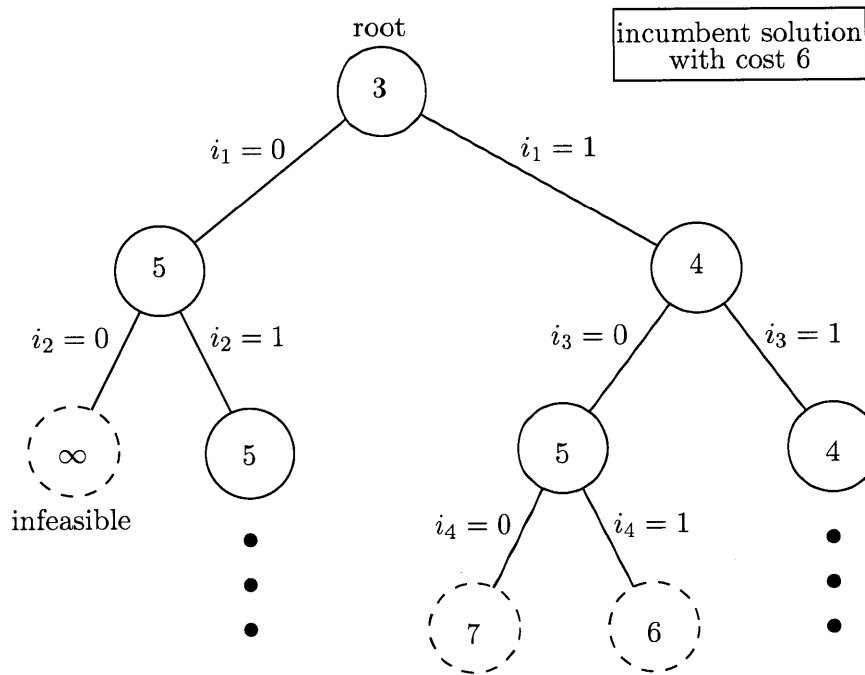 root
incumbent solution
with cost 6
3
i₁ = 0
i₁ = 1
5
4
i₂ = 0
i₂ = 1
i₃ = 0
i₃ = 1
∞
5
5
4
infeasible
i₄ = 0
i₄ = 1
7
6